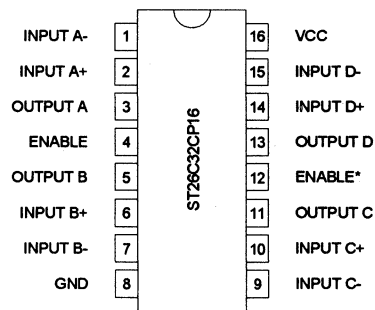 INPUT A- 1 16 VCC
INPUT A+ 2 15 INPUT D-
OUTPUT A 3 14 INPUT D+
ENABLE 4 13 OUTPUT D
OUTPUT B 5 12 ENABLE*
INPUT B+ 6 11 OUTPUT C
INPUT B- 7 10 INPUT C+
GND 8 9 INPUT C-
ST26C32CP16